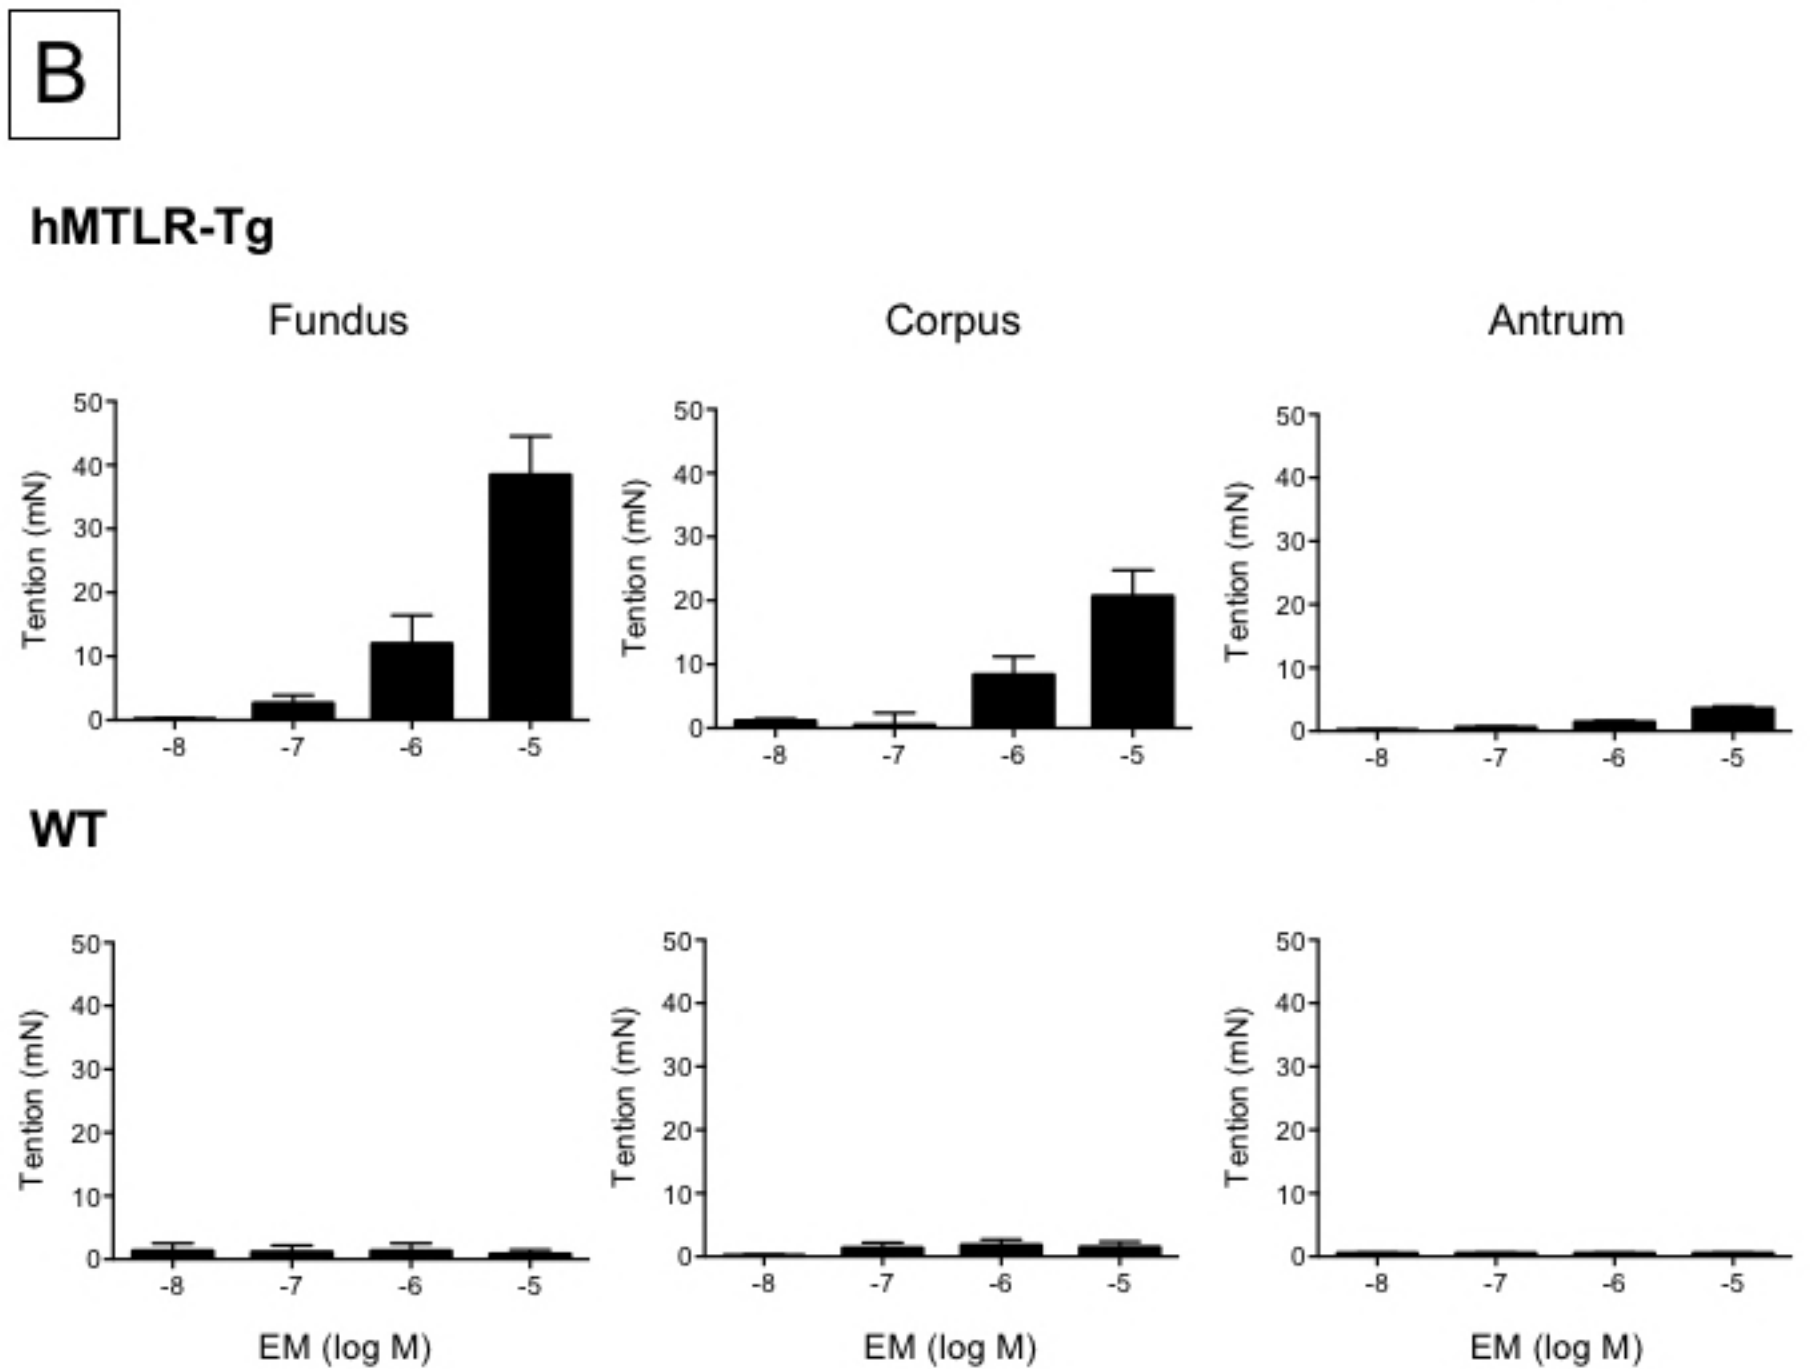 B
hMTLR-Tg
Fundus Corpus Antrum
Tention (mN) Tention (mN) Tention (mN)
50 50 50
40 40 40
30 30 30
20 20 20
10 10 10
0 0 0
-8 -7 -6 -5 -8 -7 -6 -5 -8 -7 -6 -5
WT
Tention (mN) Tention (mN) Tention (mN)
50 50 50
40 40 40
30 30 30
20 20 20
10 10 10
0 0 0
-8 -7 -6 -5 -8 -7 -6 -5 -8 -7 -6 -5
EM (log M) EM (log M) EM (log M)